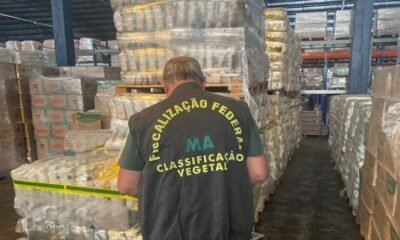 FISCALIZAÇÃO FEDERAL
MA
CLASSIFICAÇÃO
VEGETAL